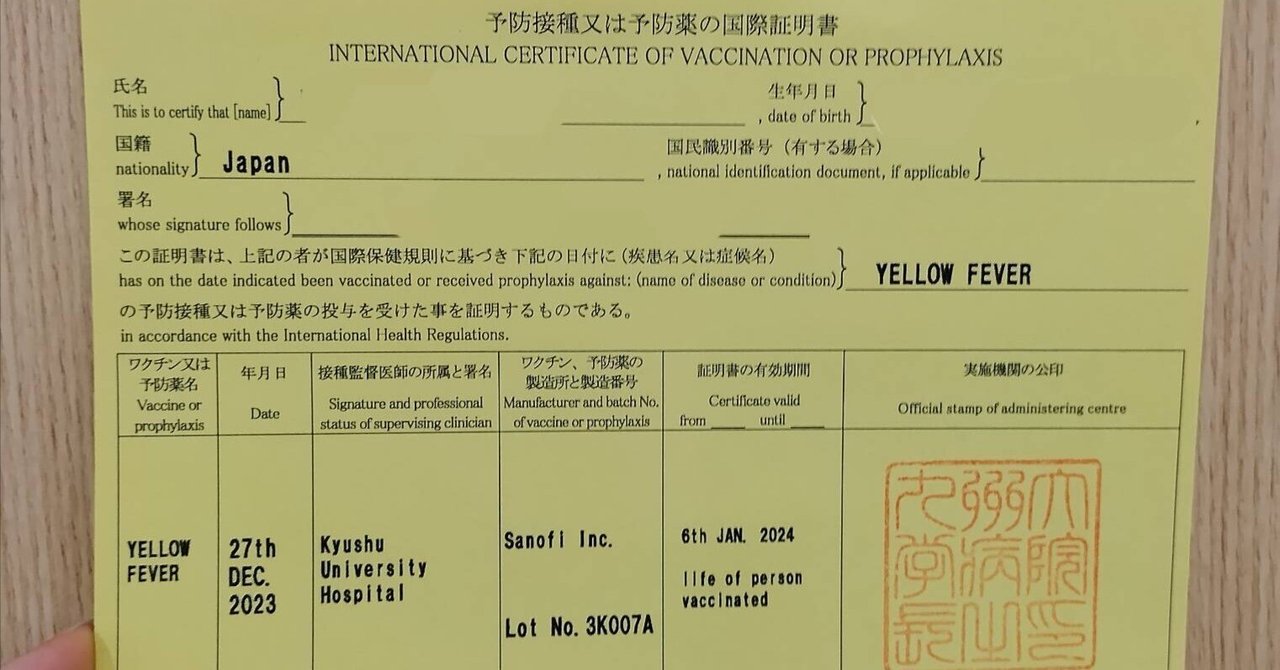 予防接種又は予防薬の国際証明書
INTERNATIONAL CERTIFICATE OF VACCINATION OR PROPHYLAXIS
氏名
This is to certify that [name]
生年月日
, date of birth
,
国籍
nationality
Japan
国民識別番号（有する場合）
, national identification document, if applicable
署名
whose signature follows
この証明書は、上記の者が国際保健規則に基づき下記の日付に（疾患名又は症候名）
has on the date indicated been vaccinated or received prophylaxis against: (name of disease or condition)
YELLOW FEVER
の予防接種又は予防薬の投与を受けた事を証明するものである。
in accordance with the International Health Regulations.
ワクチン又は
予防薬名
Vaccine or
prophylaxis
年月日
Date
接種監督医師の所属と署名
Signature and professional
status of supervising clinician
ワクチン、予防薬の
製造所と製造番号
Manufacturer and batch No.
of vaccine or prophylaxis
証明書の有効期間
Certificate valid
from ____ until ____
実施機関の公印
Official stamp of administering centre
YELLOW
FEVER
27th
DEC.
2023
Kyushu
University
Hospital
Sanofi Inc.
Lot No. 3K007A
6th JAN. 2024
life of person
vaccinated
九州大
学病院
長之印